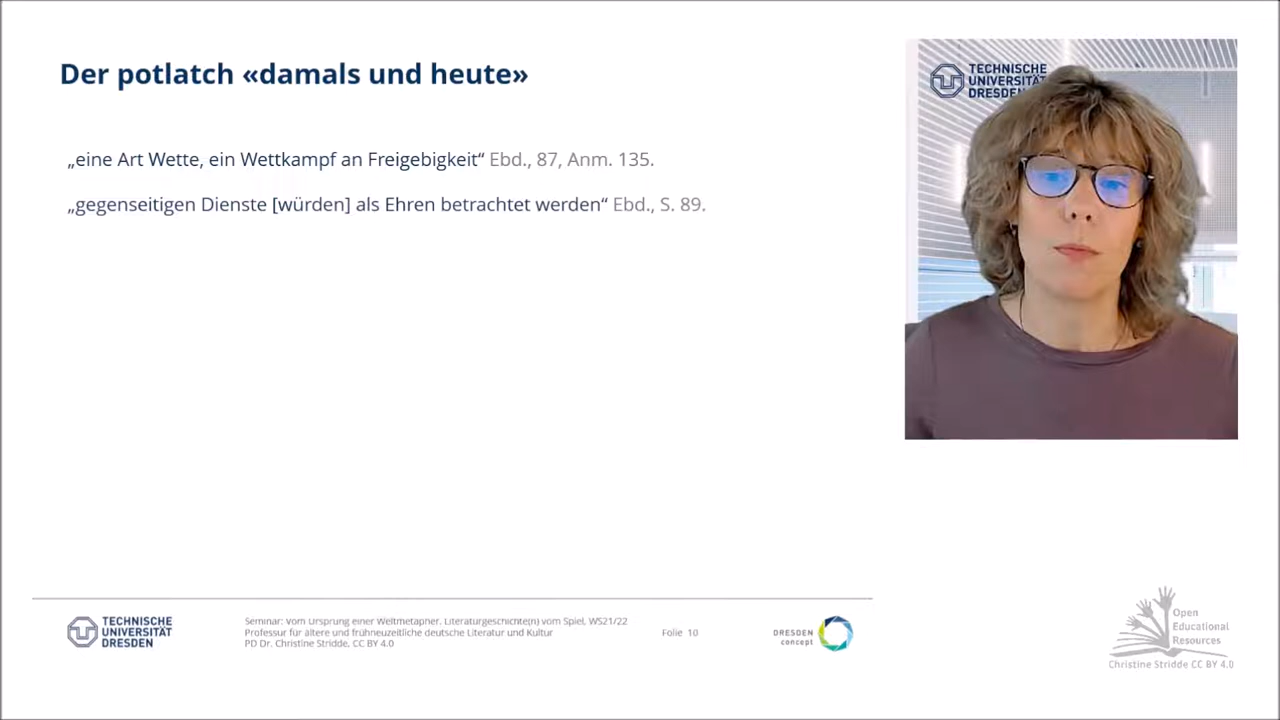 Der potlatch «damals und heute»
„eine Art Wette, ein Wettkampf an Freigebigkeit“ Ebd., 87, Anm. 135.
„gegenseitigen Dienste [würden] als Ehren betrachtet werden“ Ebd., S. 89.
TECHNISCHE
UNIVERSITÄT
DRESDEN
TECHNISCHE
UNIVERSITÄT
DRESDEN
Seminar: Vom Ursprung einer Weltmetapher. Literaturgeschichte(n) vom Spiel, WS21/22
Professur für ältere und frühneuzeitliche deutsche Literatur und Kultur
PD Dr. Christine Stridde, CC BY 4.0
Folie 10
DRESDEN
concept
Open
Educational
Resources
Christine Stridde CC BY 4.0